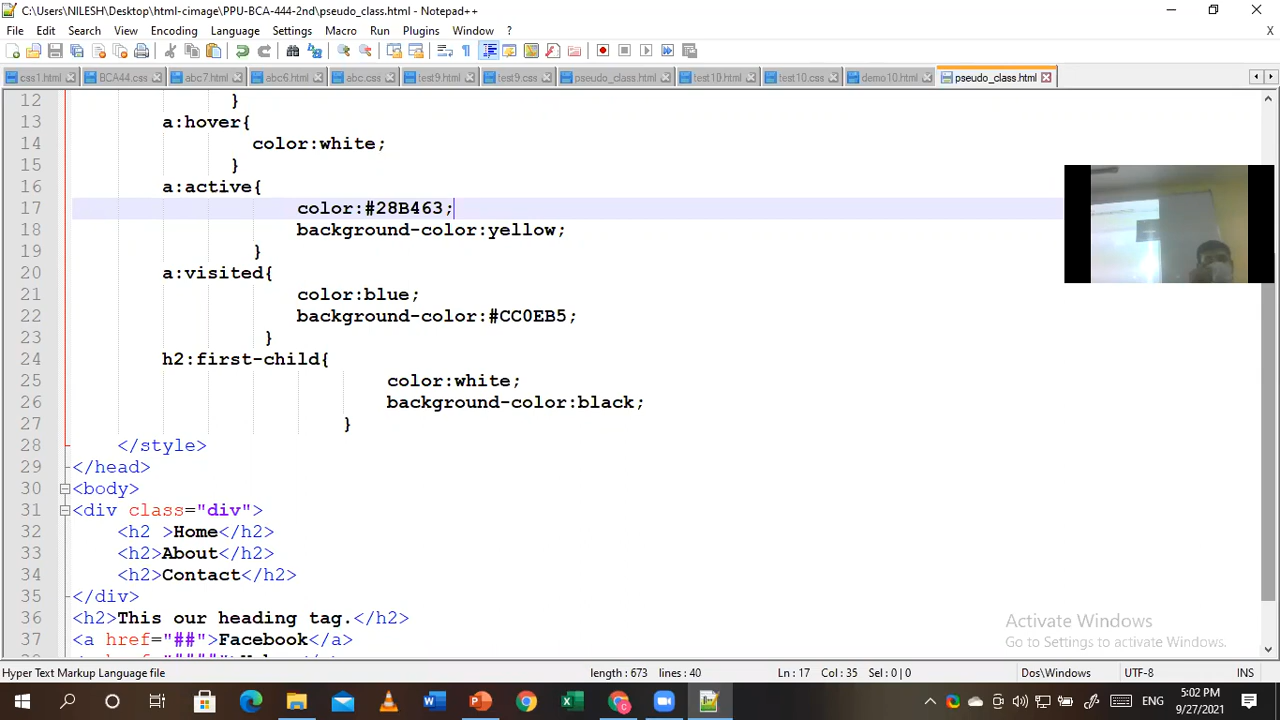 C:\Users\NILESH\Desktop\html-cimage\PPU-BCA-444-2nd\pseudo_class.html - Notepad++
File Edit Search View Encoding Language Settings Macro Run Plugins Window ? X
css1.html BCA44.css abc7.html abc6.html abc.css test9.html test9.css pseudo_class.html test10.html test10.css demo10.html pseudo_class.html
12 }
13 a:hover{
14 color:white;
15 }
16 a:active{
17 color:#28B463;
18 background-color:yellow;
19 }
20 a:visited{
21 color:blue;
22 background-color:#CC0EB5;
23 }
24 h2:first-child{
25 color:white;
26 background-color:black;
27 }
28 </style>
29 </head>
30 <body>
31 <div class="div">
32 <h2 >Home</h2>
33 <h2>About</h2>
34 <h2>Contact</h2>
35 </div>
36 <h2>This our heading tag.</h2>
37 <a href="##">Facebook</a>
Activate Windows
Go to Settings to activate Windows.
Hyper Text Markup Language file length : 673 lines : 40 Ln : 17 Col : 35 Sel : 0 | 0 Dos\Windows UTF-8 INS
ENG 5:02 PM
9/27/2021